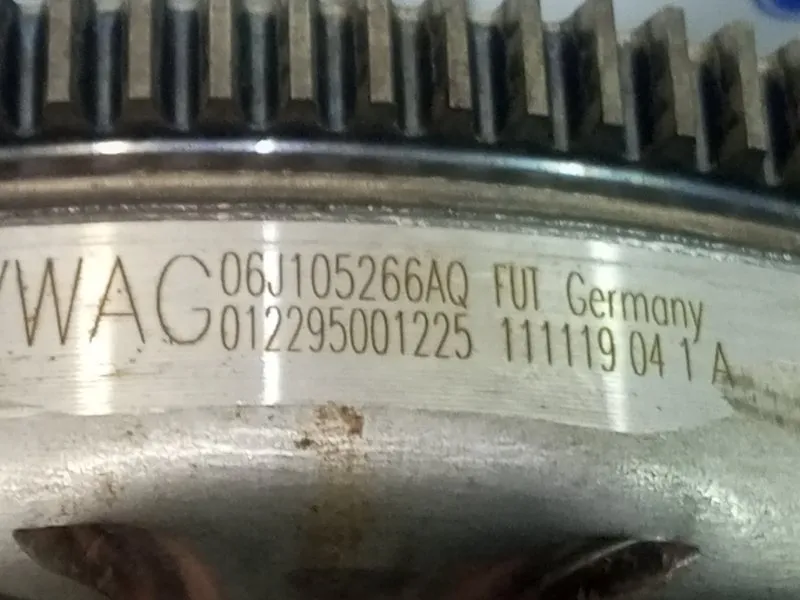 VWAG 06J105266AQ FUT Germany
012295001225 111119 04 1 A